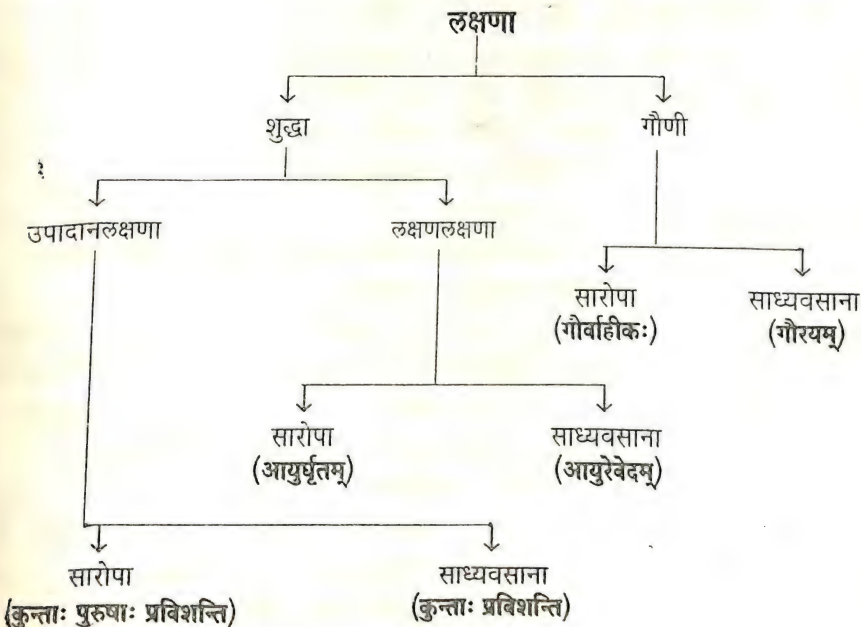 लक्षणा
शुद्धा
गौणी
उपादानलक्षणा
लक्षणलक्षणा
सारोपा
(गौर्वाहीकः)
साध्यवसाना
(गौरयम्)
सारोपा
(आयुर्घृतम्)
साध्यवसाना
(आयुरेवेदम्)
सारोपा
(कुन्ताः पुरुषाः प्रविशन्ति)
साध्यवसाना
(कुन्ताः प्रविशन्ति)